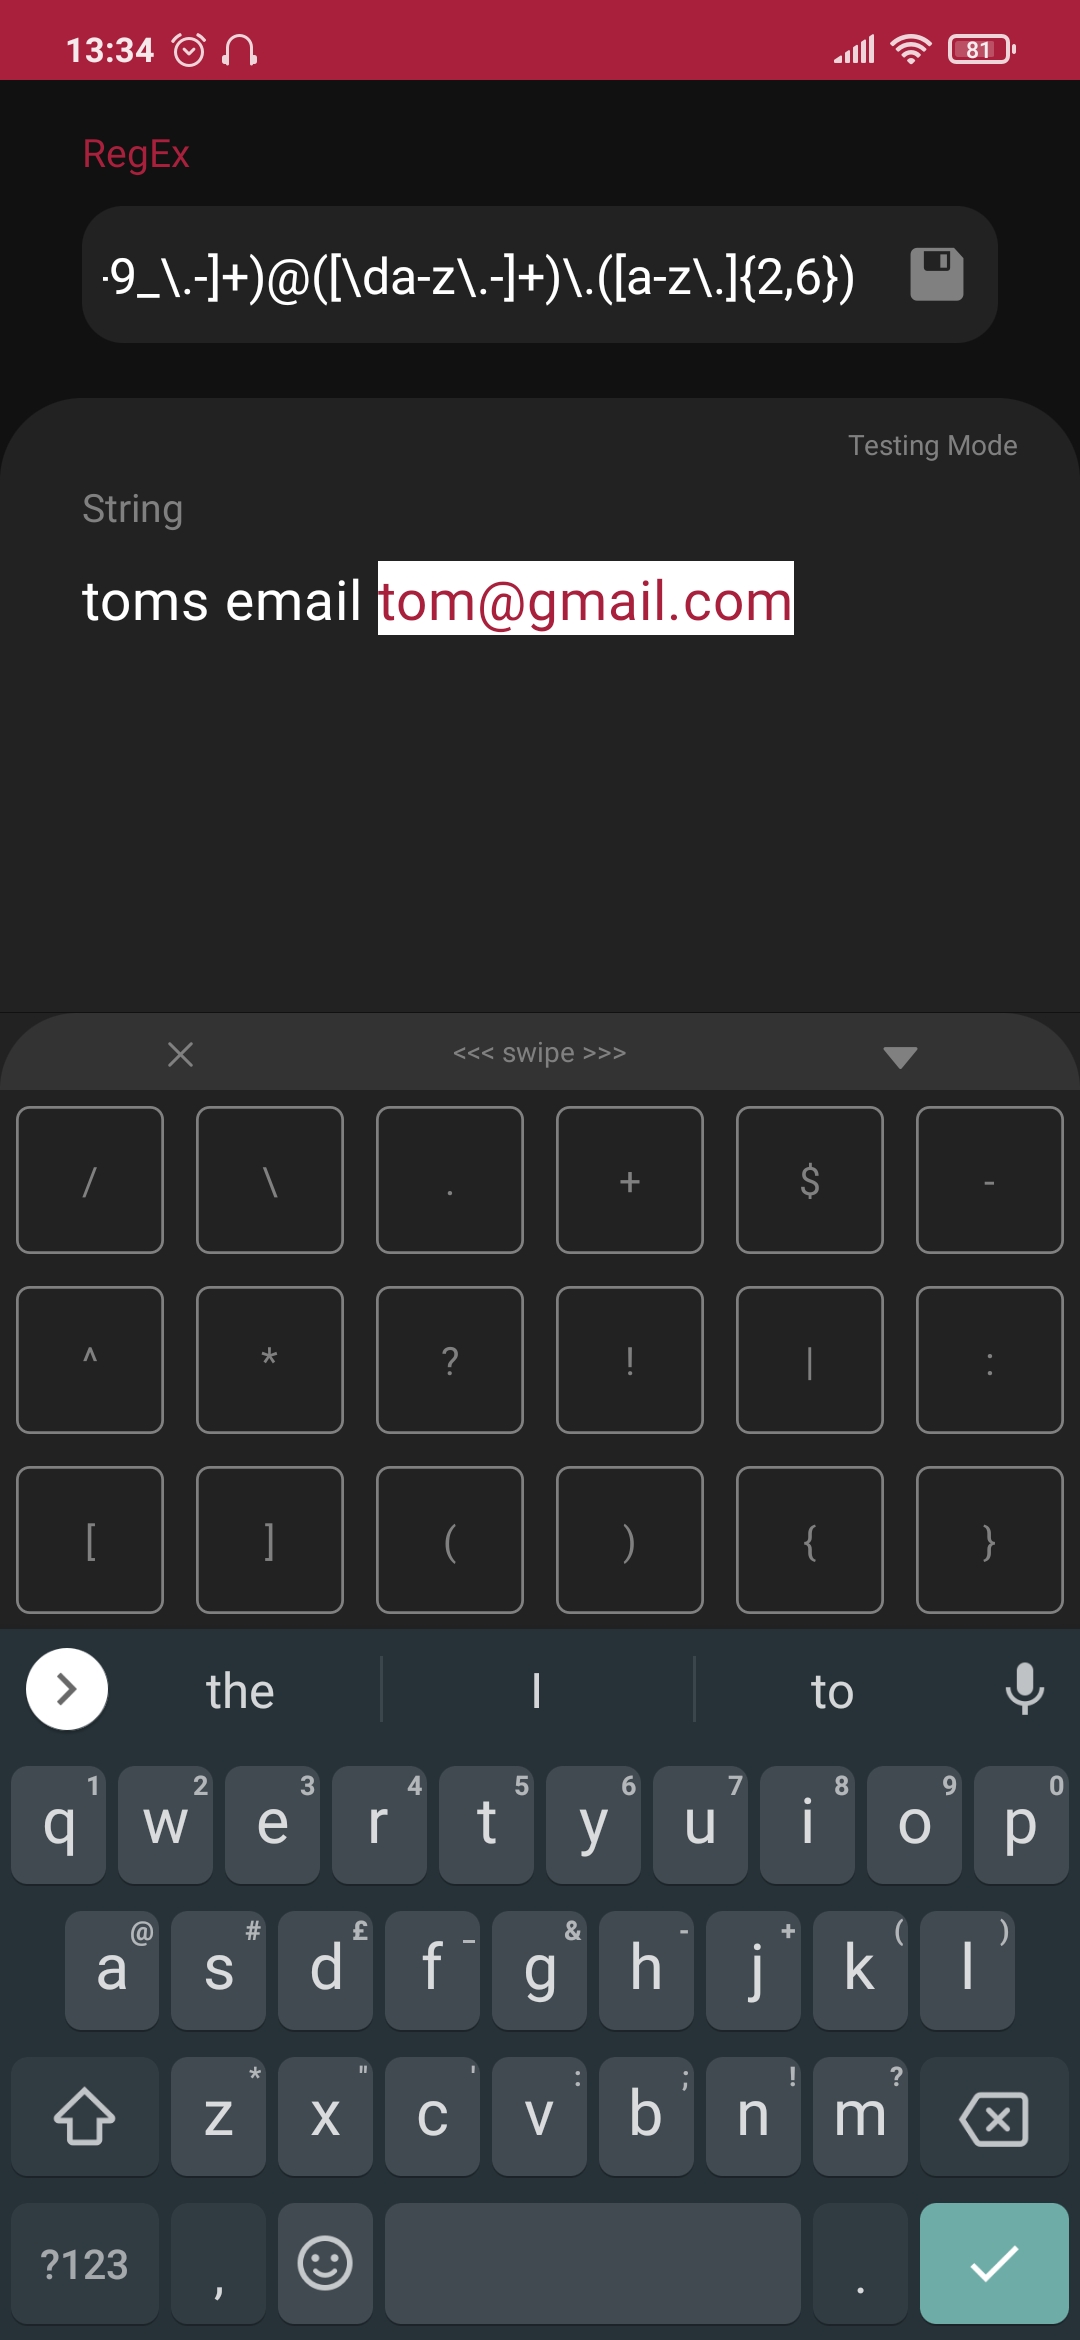 13:34 81
RegEx
-9_\.-]+)@([\da-z\.-]+)\.([a-z\.]{2,6})
Testing Mode
String
toms email tom@gmail.com
<<< swipe >>>
/ \ . + $ -
^ * ? ! | :
[ ] ( ) { }
the I to
1 2 3 4 5 6 7 8 9 0
q w e r t y u i o p
@ # £ _ & - + ( )
a s d f g h j k l
* " ' : ; ! ?
z x c v b n m
?123 , .